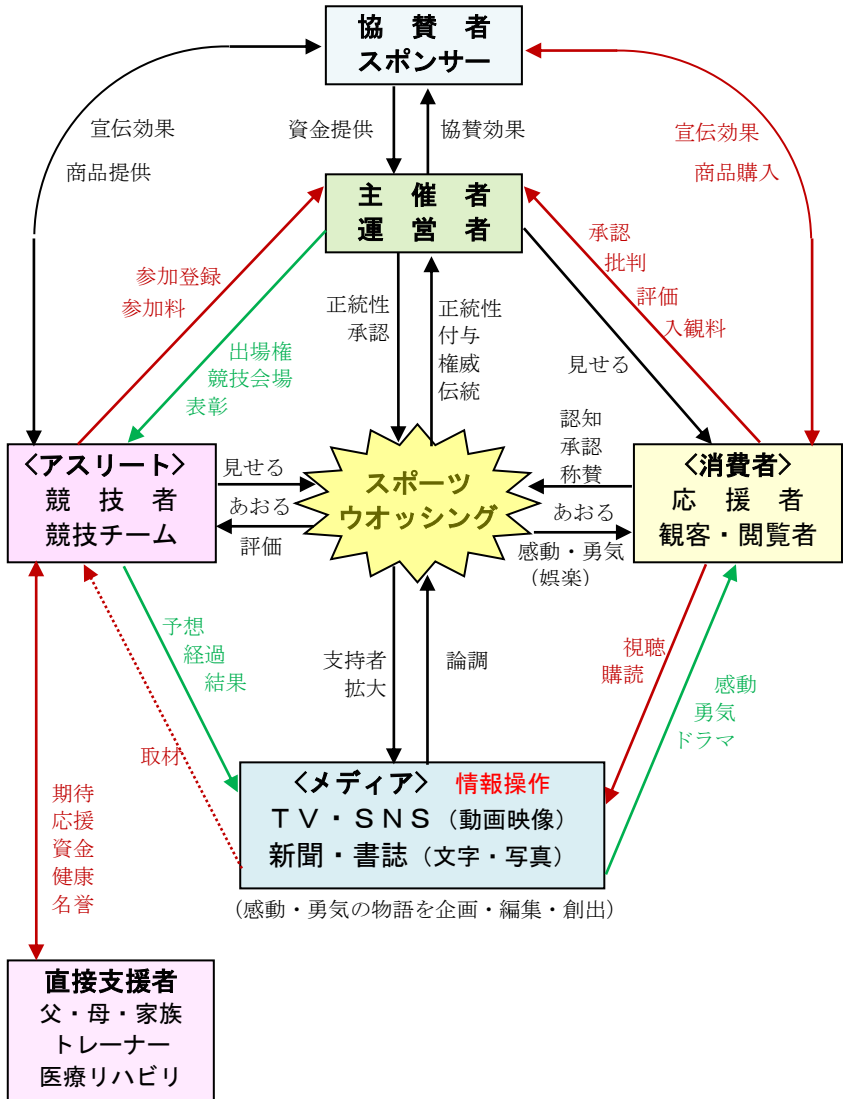 協 賛 者
スポンサー
宣伝効果
商品提供
資金提供
協賛効果
宣伝効果
商品購入
主 催 者
運 営 者
参加登録
参加料
出場権
競技会場
表彰
正統性
承認
正統性
付与
権威
伝統
承認
批判
評価
入観料
見せる
認知
承認
称賛
<アスリート>
競 技 者
競技チーム
見せる
あおる
評価
スポーツ
ウオッシング
あおる
感動・勇気
(娯楽)
<消費者>
応 援 者
観客・閲覧者
予想
経過
結果
取材
支持者
拡大
論調
視聴
購読
感動
勇気
ドラマ
<メディア> 情報操作
TV・SNS(動画映像)
新聞・書誌(文字・写真)
(感動・勇気の物語を企画・編集・創出)
期待
応援
資金
健康
名誉
直接支援者
父・母・家族
トレーナー
医療リハビリ